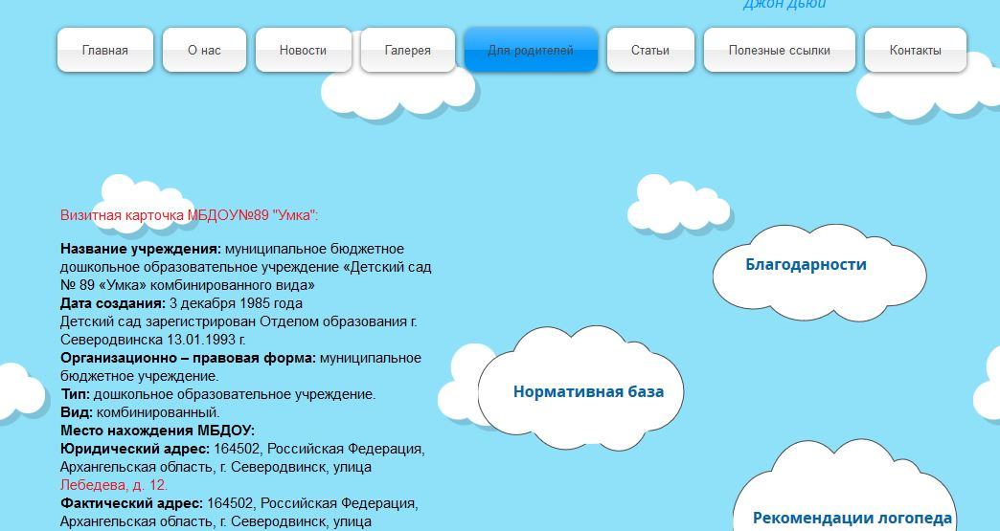 Джон Дьюи
Главная
О нас
Новости
Галерея
Для родителей
Статьи
Полезные ссылки
Контакты
Визитная карточка МБДОУ№89 "Умка":
Название учреждения: муниципальное бюджетное
дошкольное образовательное учреждение «Детский сад
№ 89 «Умка» комбинированного вида»
Дата создания: 3 декабря 1985 года
Детский сад зарегистрирован Отделом образования г.
Северодвинска 13.01.1993 г.
Организационно – правовая форма: муниципальное
бюджетное учреждение.
Тип: дошкольное образовательное учреждение.
Вид: комбинированный.
Место нахождения МБДОУ:
Юридический адрес: 164502, Российская Федерация,
Архангельская область, г. Северодвинск, улица
Лебедева, д. 12.
Фактический адрес: 164502, Российская Федерация,
Архангельская область, г. Северодвинск, улица
Благодарности
Нормативная база
Рекомендации логопеда